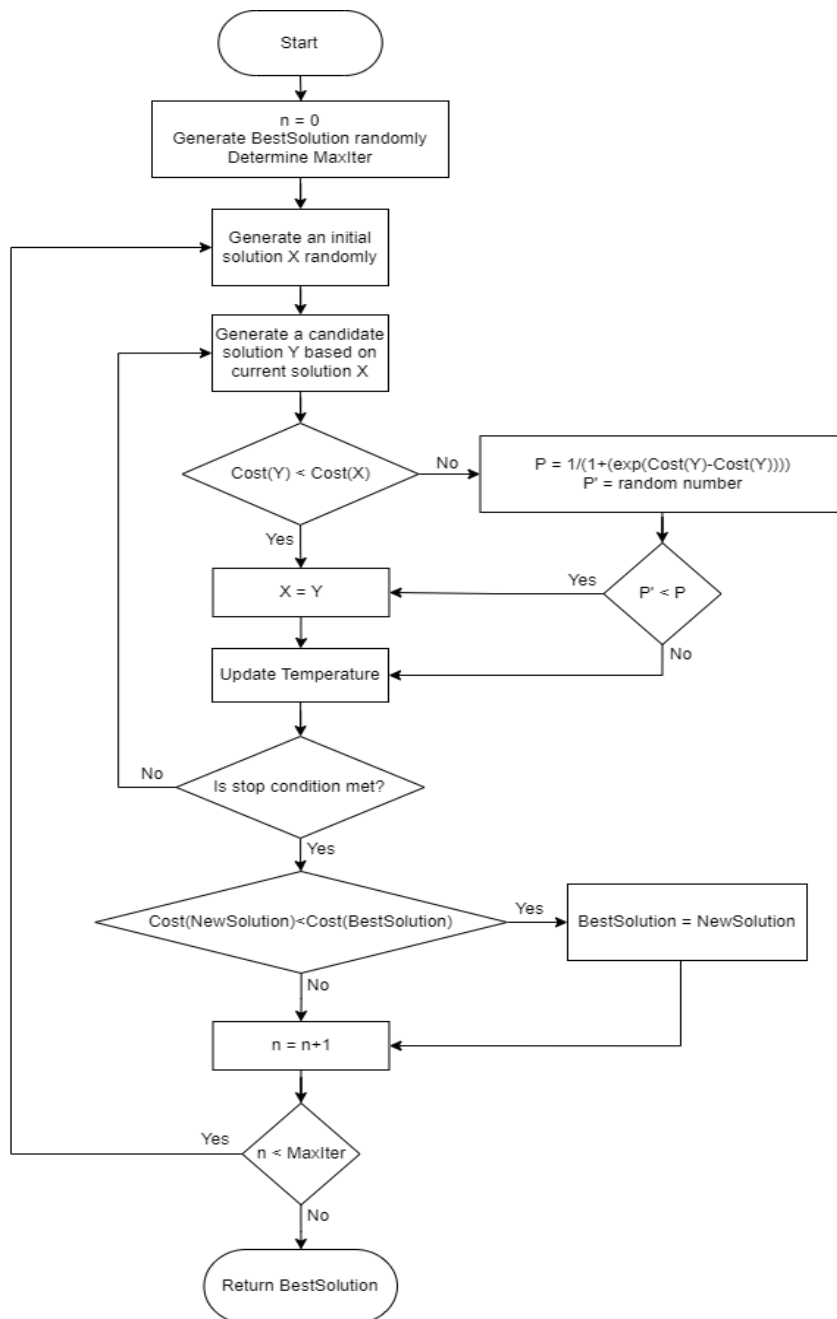 Start
n = 0
Generate BestSolution randomly
Determine MaxIter
Generate an initial
solution X randomly
Generate a candidate
solution Y based on
current solution X
Cost(Y) < Cost(X)
No
P = 1/(1+(exp(Cost(Y)-Cost(Y))))
P' = random number
Yes
X = Y
Yes
P' < P
No
Update Temperature
No
Is stop condition met?
Yes
Cost(NewSolution)<Cost(BestSolution)
Yes
BestSolution = NewSolution
No
n = n+1
Yes
n < MaxIter
No
Return BestSolution